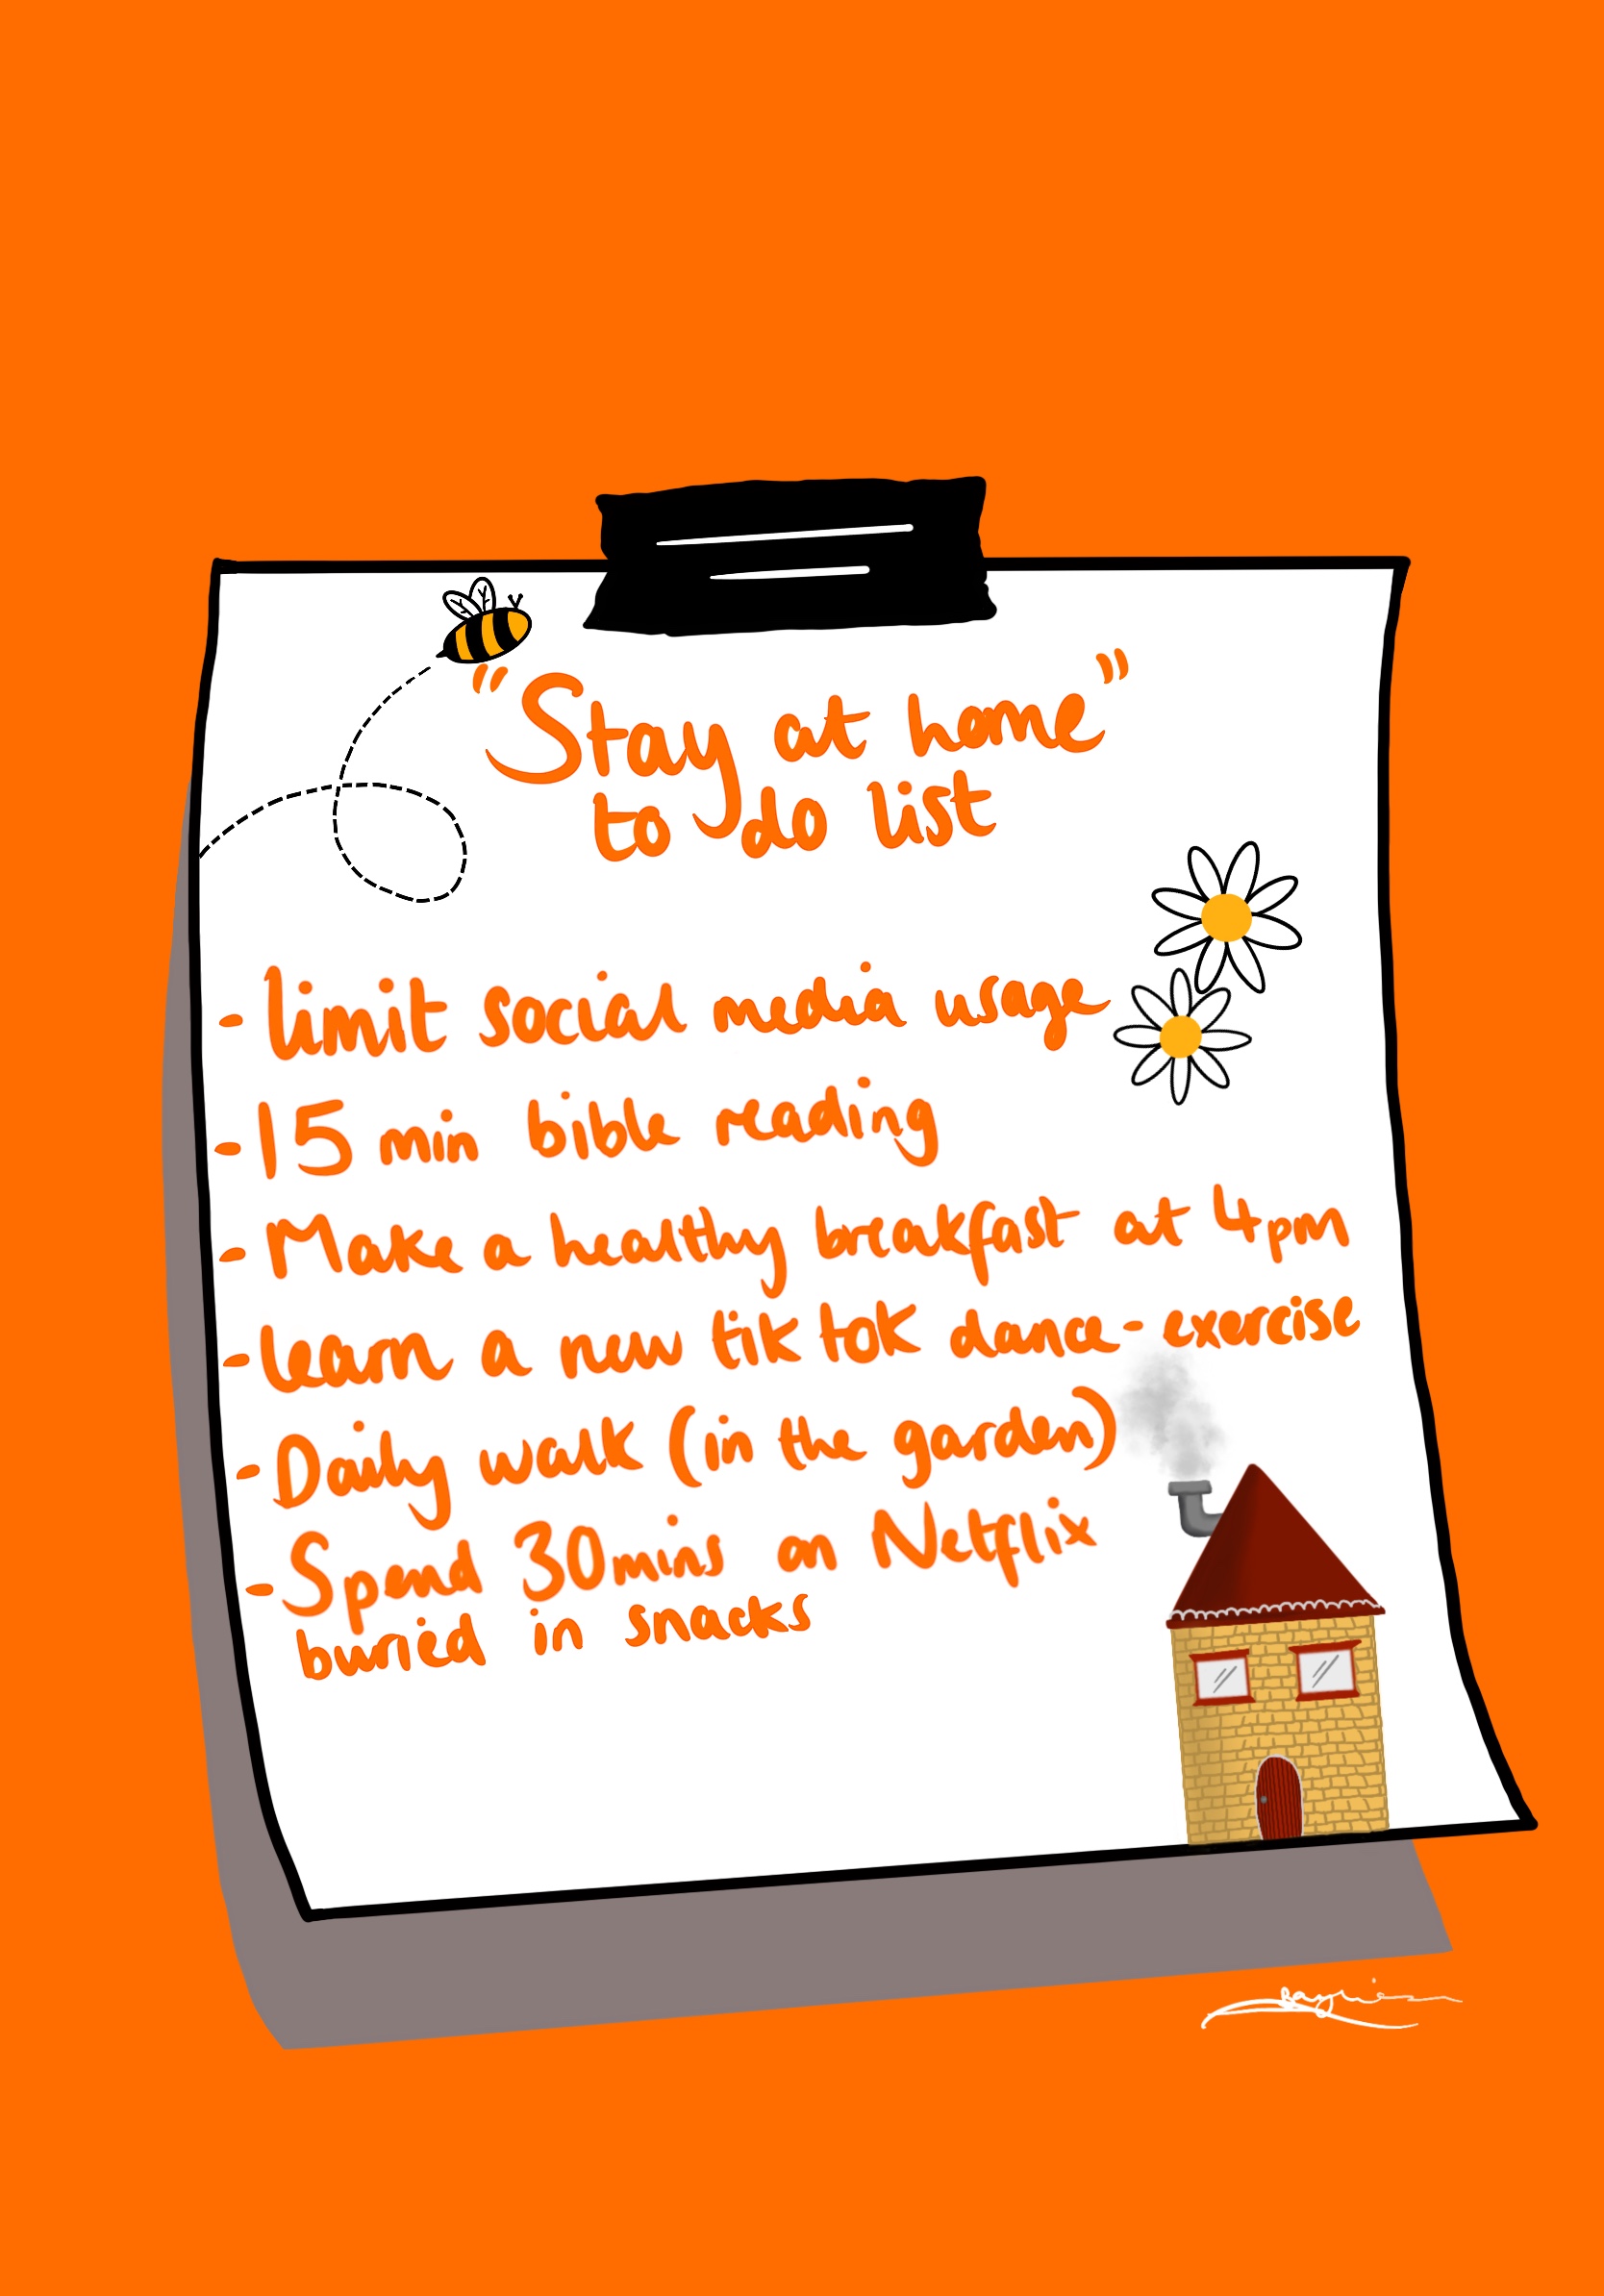 "Stay at home"
to do list
- limit social media usage
- 15 min bible reading
- Make a healthy breakfast at 4pm
- learn a new tik tok dance - exercise
- Daily walk (in the garden)
- Spend 30mins on Netflix
buried in snacks